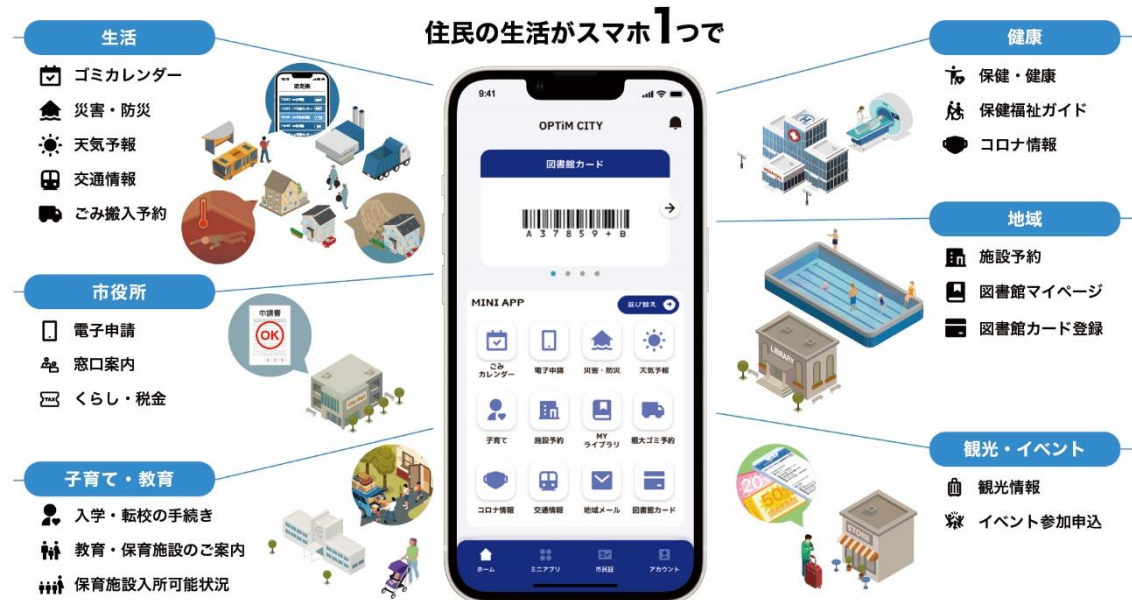 住民の生活がスマホ1つで
生活
ゴミカレンダー
災害・防災
天気予報
交通情報
ごみ搬入予約
市役所
電子申請
窓口案内
TAX
くらし・税金
申請書
OK
子育て・教育
入学・転校の手続き
教育・保育施設のご案内
保育施設入所可能状況
9:41
OPTiM CITY
図書館カード
A37859+B
MINI APP
並び替え
ごみ
カレンダー
電子申請
災害・防災
天気予報
子育て
施設予約
MY
ライブラリ
粗大ゴミ予約
コロナ情報
交通情報
地域メール
図書館カード
ホーム
ミニアプリ
市民証
アカウント
健康
保健・健康
保健福祉ガイド
コロナ情報
地域
施設予約
図書館マイページ
図書館カード登録
LIBRARY
観光・イベント
観光情報
イベント参加申込
STORE